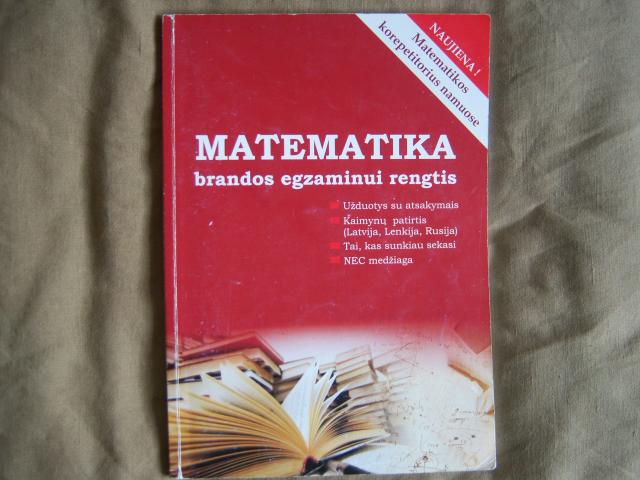 NAUJIENA!
Matematikos
korepetitorius namuose
MATEMATIKA
brandos egzaminui rengtis
Užduotys su atsakymais
Kaimynų patirtis
(Latvija, Lenkija, Rusija)
Tai, kas sunkiau sekasi
NEC medžiaga